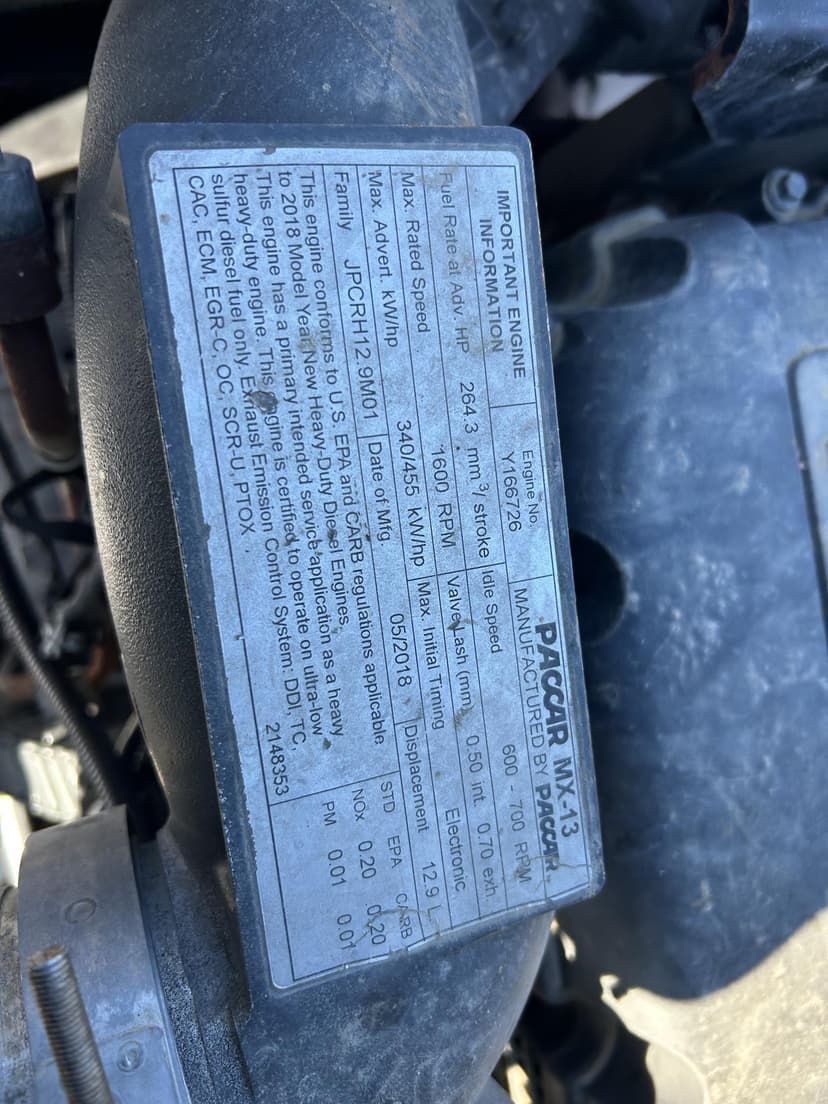 IMPORTANT ENGINE
INFORMATION
Engine No.
Y166726
PACCAR MX-13
MANUFACTURED BY PACCAR
Fuel Rate at Adv. HP 264.3 mm³/ stroke
Idle Speed 600 - 700 RPM
Max. Rated Speed 1600 RPM
Valve Lash (mm) 0.50 int. 0.70 exh.
Max. Advert. kW/hp 340/455 kW/hp
Max. Initial Timing Electronic
Family JPCRH12.9M01
Date of Mfg. 05/2018
Displacement 12.9 L
This engine conforms to U.S. EPA and CARB regulations applicable
to 2018 Model Year New Heavy-Duty Diesel Engines.
This engine has a primary intended service application as a heavy
heavy-duty engine. This engine is certified to operate on ultra-low
sulfur diesel fuel only. Exhaust Emission Control System: DDI, TC,
CAC, ECM, EGR-C, OC, SCR-U, PTOX
2148353
STD EPA CARB
NOx 0.20 0.20
PM 0.01 0.01